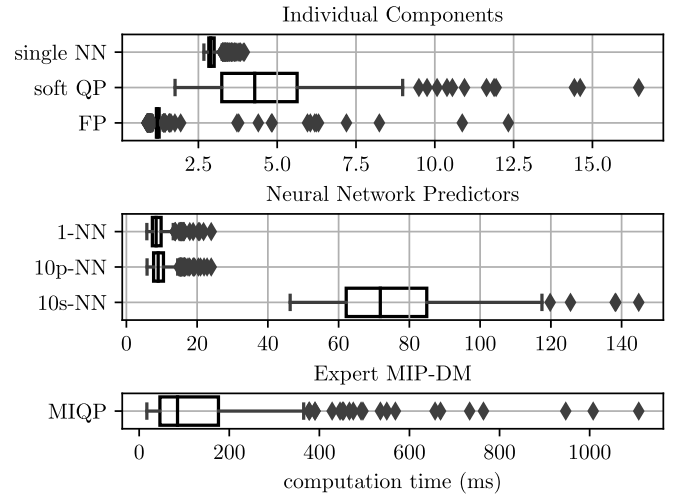 Individual Components
single NN
soft QP
FP
2.5 5.0 7.5 10.0 12.5 15.0
Neural Network Predictors
1-NN
10p-NN
10s-NN
0 20 40 60 80 100 120 140
Expert MIP-DM
MIQP
0 200 400 600 800 1000
computation time (ms)